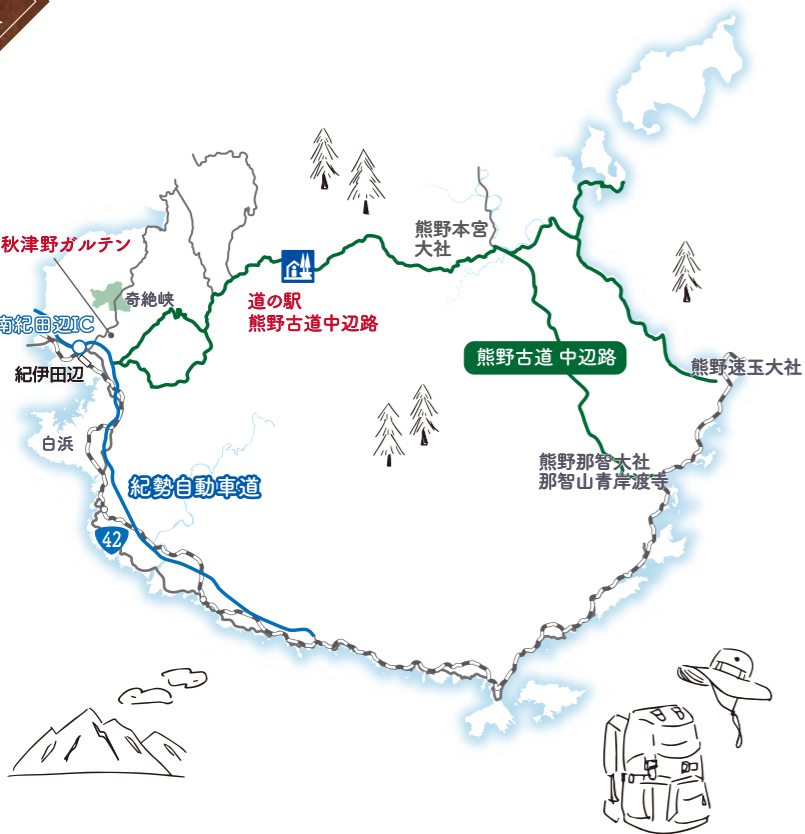 熊野本宮
大社
秋津野ガルテン
奇絶峡
道の駅
熊野古道中辺路
南紀田辺IC
熊野古道 中辺路
熊野速玉大社
紀伊田辺
白浜
熊野那智大社
那智山青岸渡寺
紀勢自動車道
42